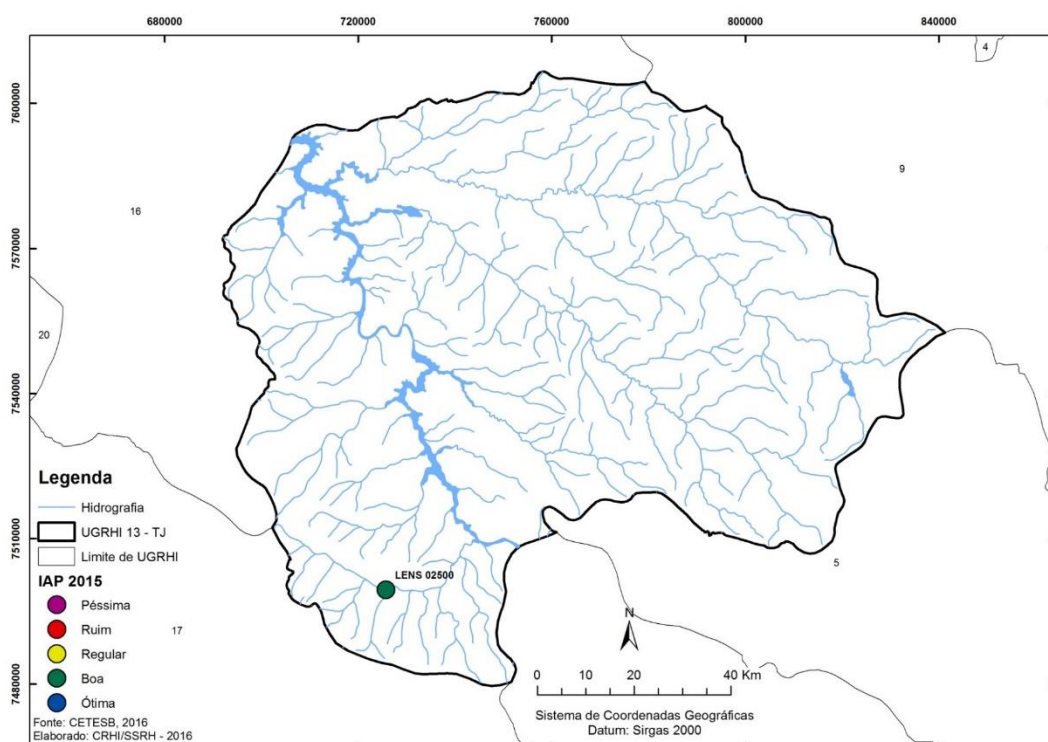 680000
720000
760000
800000
840000
4
7600000
9
16
7570000
20
7540000
Legenda
Hidrografia
UGRHI 13 - TJ
Limite de UGRHI
7510000
5
LENS 02500
IAP 2015
Péssima
Ruim
17
Regular
Boa
Ótima
7480000
N
0 10 20 40 Km
Sistema de Coordenadas Geográficas
Datum: Sirgas 2000
Fonte: CETESB, 2016
Elaborado: CRHI/SSRH - 2016